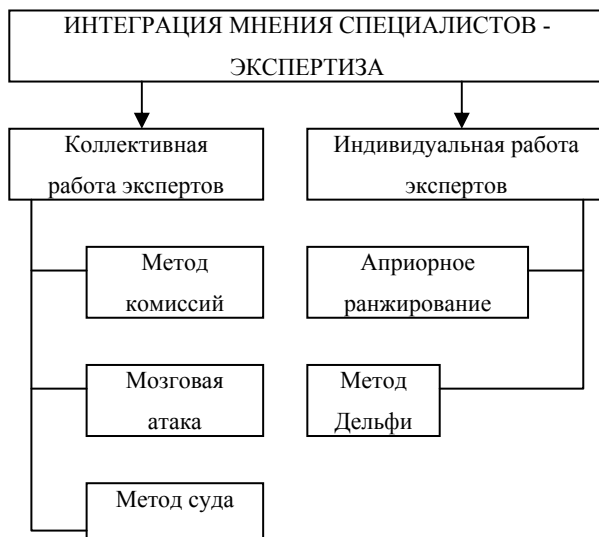 ИНТЕГРАЦИЯ МНЕНИЯ СПЕЦИАЛИСТОВ -
ЭКСПЕРТИЗА
Коллективная
работа экспертов
Индивидуальная работа
экспертов
Метод
комиссий
Априорное
ранжирование
Мозговая
атака
Метод
Дельфи
Метод суда